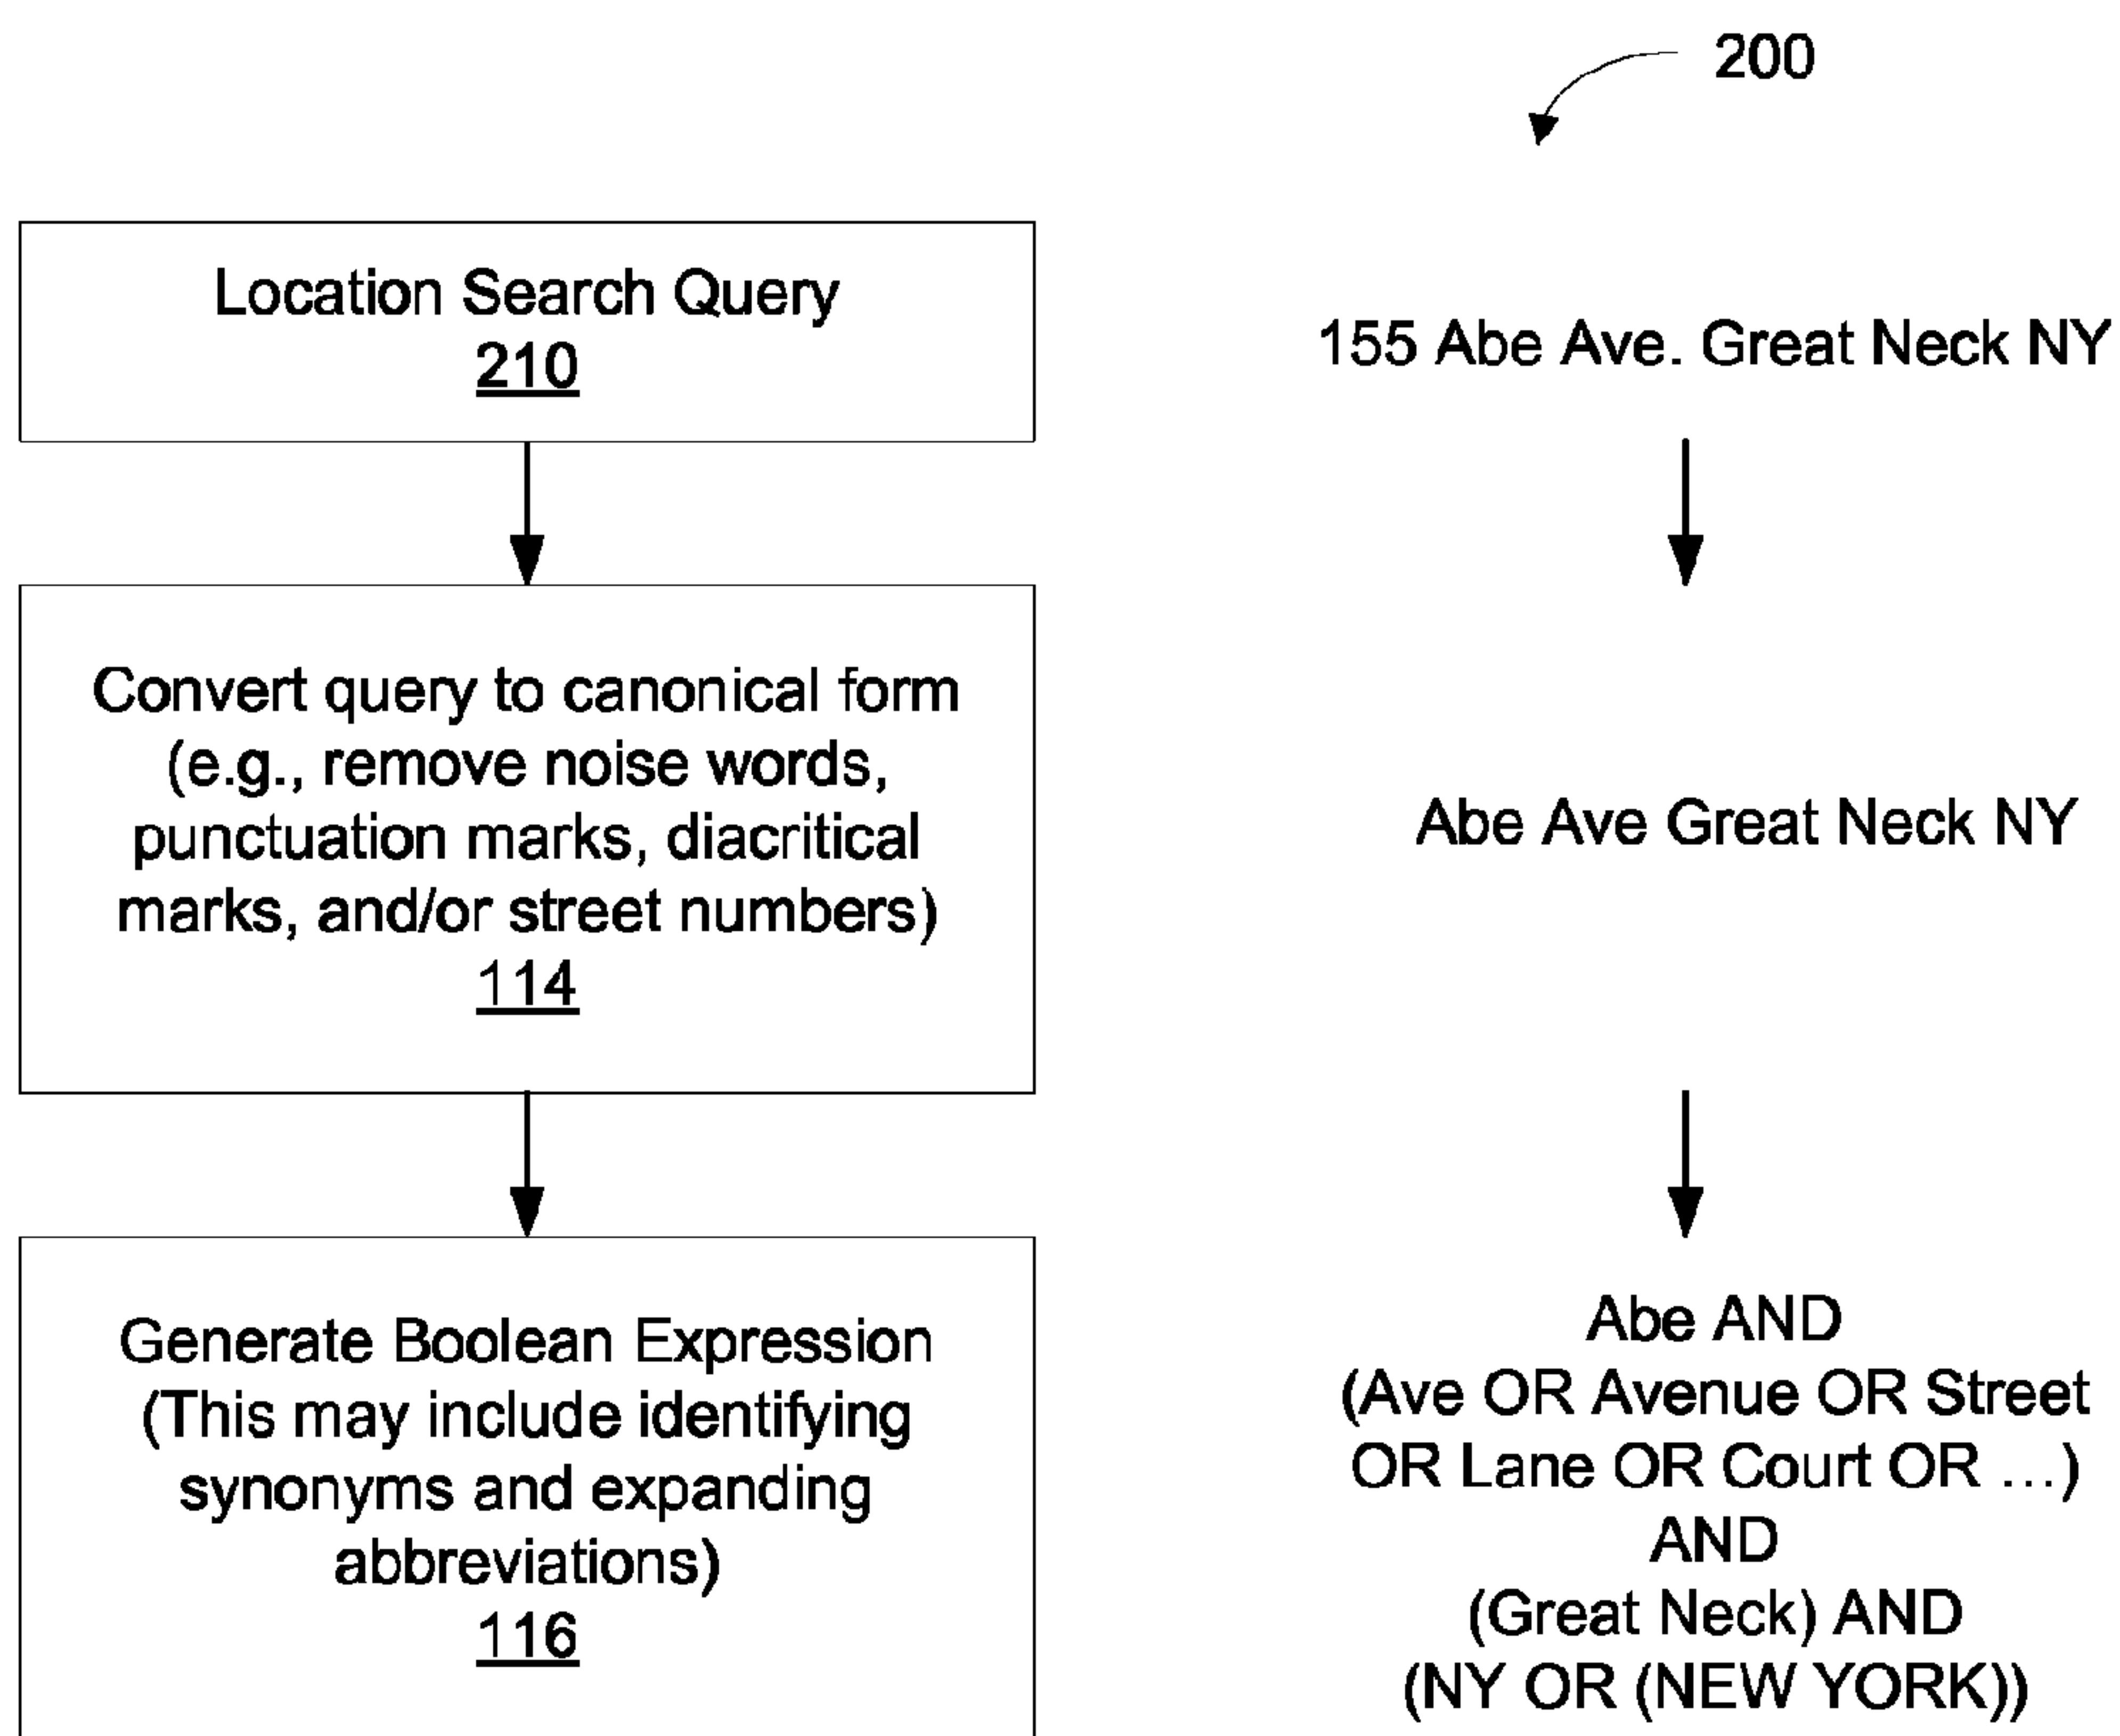 200
Location Search Query
210
155 Abe Ave. Great Neck NY
Convert query to canonical form
(e.g., remove noise words,
punctuation marks, diacritical
marks, and/or street numbers)
114
Abe Ave Great Neck NY
Generate Boolean Expression
(This may include identifying
synonyms and expanding
abbreviations)
116
Abe AND
(Ave OR Avenue OR Street
OR Lane OR Court OR ...)
AND
(Great Neck) AND
(NY OR (NEW YORK))